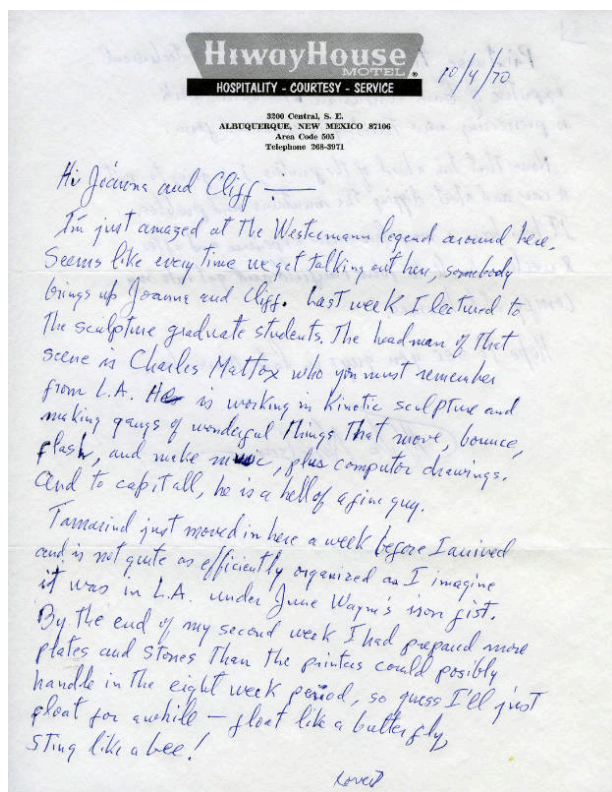 HIWAYHOUSE
MOTEL
HOSPITALITY - COURTESY - SERVICE
3200 Central, S. E.
ALBUQUERQUE, NEW MEXICO 87106
Area Code 505
Telephone 268-3971
10/4/70
Hi Joanna and Cliff —
I'm just amazed at the Westermann legend around here.
Seems like every time we get talking out here, somebody
brings up Joanna and Cliff. Last week I lectured to
the sculpture graduate students. The headman of that
scene is Charles Mattox who you must remember
from L.A. He is working in Kinetic sculpture and
making gangs of wonderful things that move, bounce,
flash, and make music, plus computor drawings.
And to cap it all, he is a hell of a fine guy.
Tamarind just moved in here a week before I arrived
and is not quite as efficiently organized as I imagine
it was in L.A. under June Wayne's iron fist.
By the end of my second week I had prepared more
plates and stones than the printers could posibly
handle in the eight week period, so guess I'll just
float for awhile — float like a butterfly,
sting like a bee!